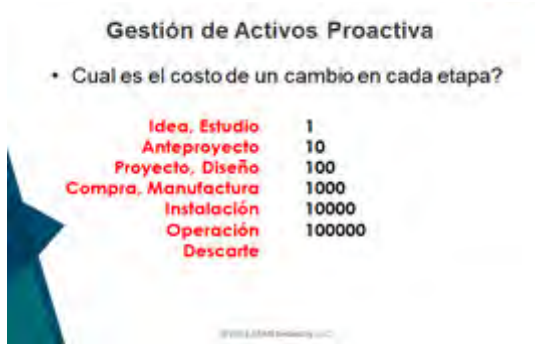 Gestión de Activos Proactiva
• Cual es el costo de un cambio en cada etapa?
Idea, Estudio 1
Anteproyecto 10
Proyecto, Diseño 100
Compra, Manufactura 1000
Instalación 10000
Operación 100000
Descarte